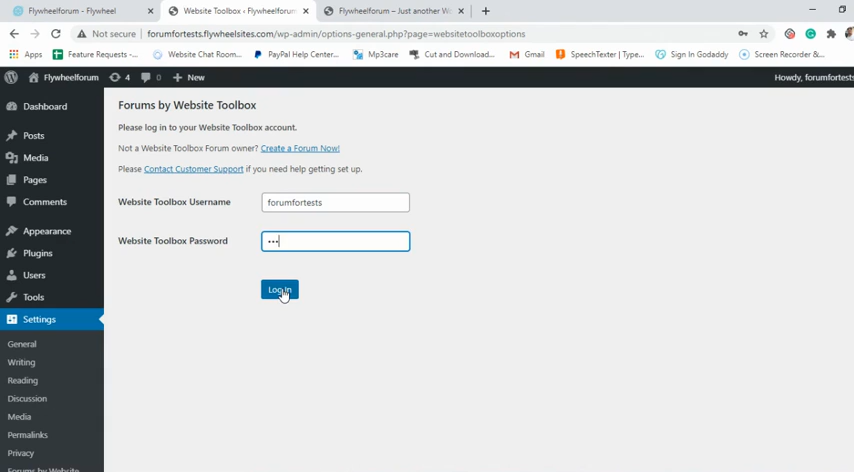 Flywheelforum - Flywheel
Website Toolbox ‹ Flywheelforum
Flywheelforum – Just another W
Not secure
forumfortests.flywheelsites.com/wp-admin/options-general.php?page=websitetoolboxoptions
Apps Feature Requests -... Website Chat Room... PayPal Help Center... Mp3care Cut and Download... Gmail SpeechTexter | Type... Sign In Godaddy Screen Recorder &...
Flywheelforum 4 0 + New Howdy, forumfortests
Dashboard
Posts
Media
Pages
Comments
Appearance
Plugins
Users
Tools
Settings
General
Writing
Reading
Discussion
Media
Permalinks
Privacy
Forums by Website
Forums by Website Toolbox
Please log in to your Website Toolbox account.
Not a Website Toolbox Forum owner? Create a Forum Now!
Please Contact Customer Support if you need help getting set up.
Website Toolbox Username forumfortests
Website Toolbox Password •••
Log In